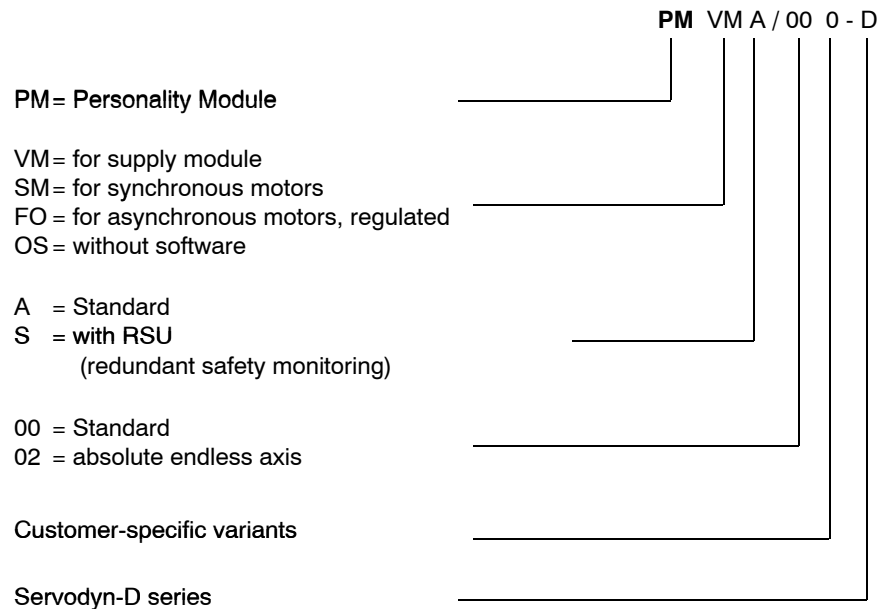 PM VM A / 00 0 - D
PM= Personality Module
VM= for supply module
SM= for synchronous motors
FO = for asynchronous motors, regulated
OS = without software
A = Standard
S = with RSU
(redundant safety monitoring)
00 = Standard
02 = absolute endless axis
Customer-specific variants
Servodyn-D series